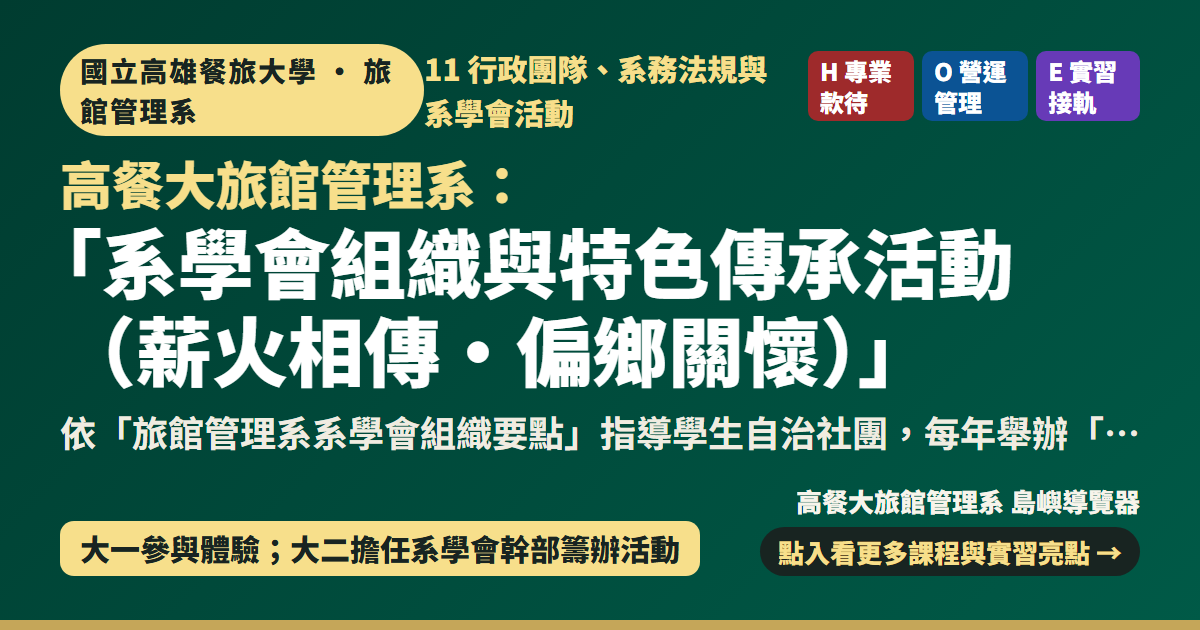 國立高雄餐旅大學 · 旅
館管理系
11 行政團隊、系務法規與
系學會活動
H 專業
款待
O 營運
管理
E 實習
接軌
高餐大旅館管理系：
「系學會組織與特色傳承活動
（薪火相傳·偏鄉關懷）」
依「旅館管理系系學會組織要點」指導學生自治社團，每年舉辦「…
高餐大旅館管理系 島嶼導覽器
大一參與體驗；大二擔任系學會幹部籌辦活動
點入看更多課程與實習亮點 →